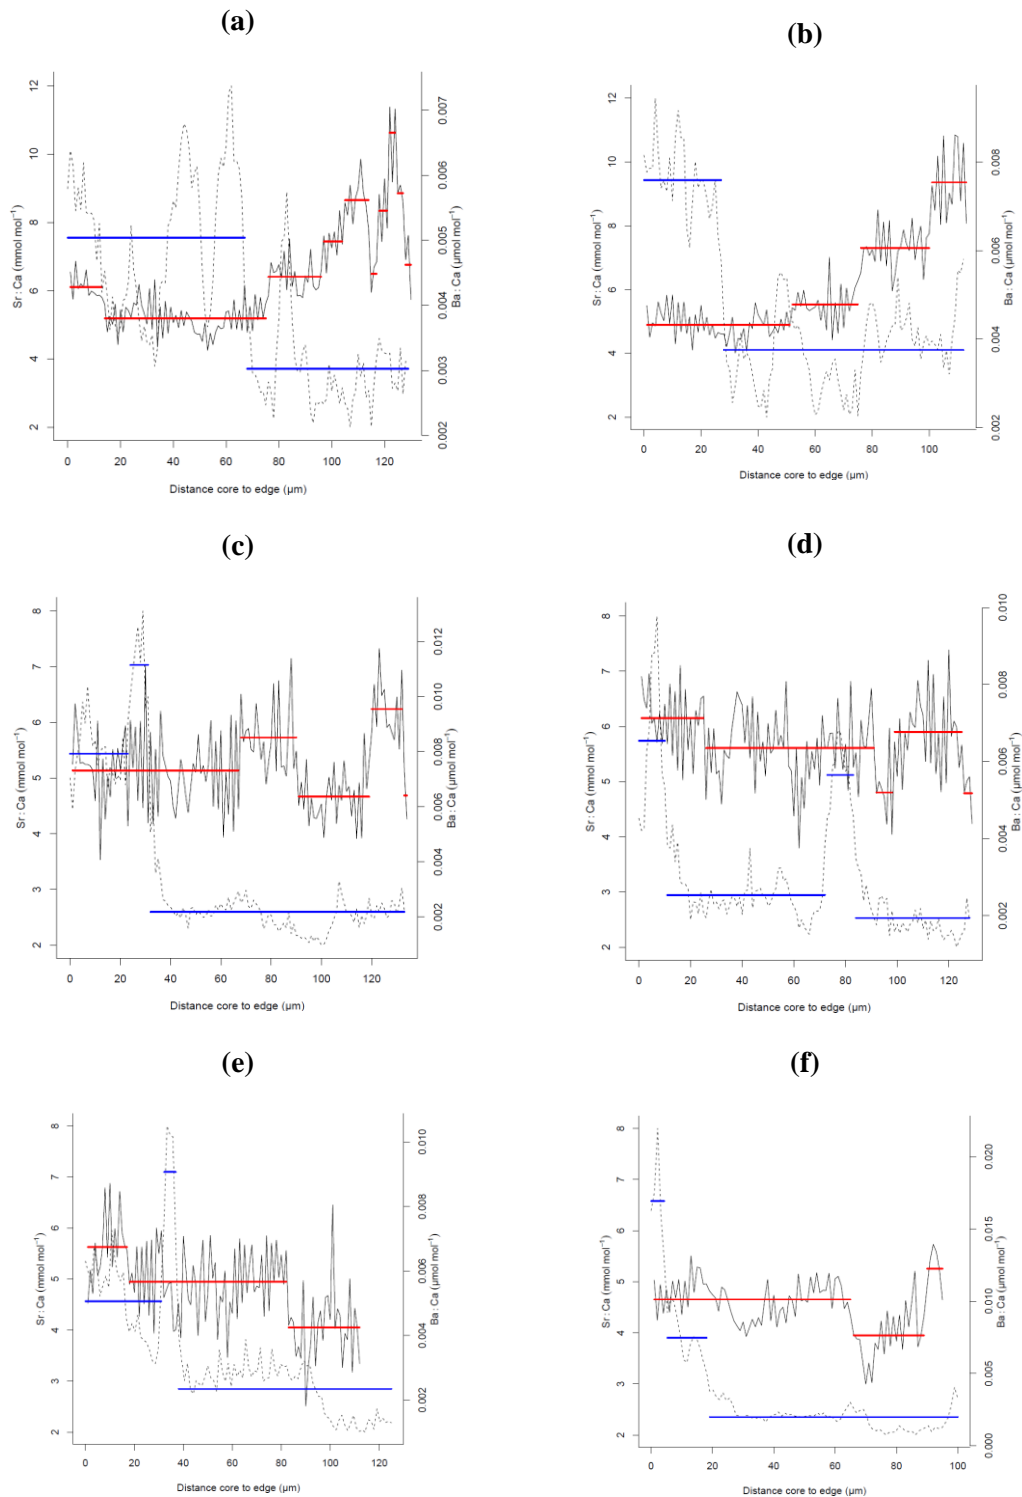 (a)
12
10
8
6
4
2
Sr : Ca (mmol mol⁻¹)
0.007
0.006
0.005
0.004
0.003
0.002
Ba : Ca (µmol mol⁻¹)
0 20 40 60 80 100 120
Distance core to edge (µm)
(b)
12
10
8
6
4
2
Sr : Ca (mmol mol⁻¹)
0.008
0.006
0.004
0.002
Ba : Ca (µmol mol⁻¹)
0 20 40 60 80 100
Distance core to edge (µm)
(c)
8
7
6
5
4
3
2
Sr : Ca (mmol mol⁻¹)
0.012
0.010
0.008
0.006
0.004
0.002
Ba : Ca (µmol mol⁻¹)
0 20 40 60 80 100 120
Distance core to edge (µm)
(d)
8
7
6
5
4
3
2
Sr : Ca (mmol mol⁻¹)
0.010
0.008
0.006
0.004
0.002
Ba : Ca (µmol mol⁻¹)
0 20 40 60 80 100 120
Distance core to edge (µm)
(e)
8
7
6
5
4
3
2
Sr : Ca (mmol mol⁻¹)
0.010
0.008
0.006
0.004
0.002
Ba : Ca (µmol mol⁻¹)
0 20 40 60 80 100 120
Distance core to edge (µm)
(f)
8
7
6
5
4
3
2
Sr : Ca (mmol mol⁻¹)
0.020
0.015
0.010
0.005
0.000
Ba : Ca (µmol mol⁻¹)
0 20 40 60 80 100
Distance core to edge (µm)